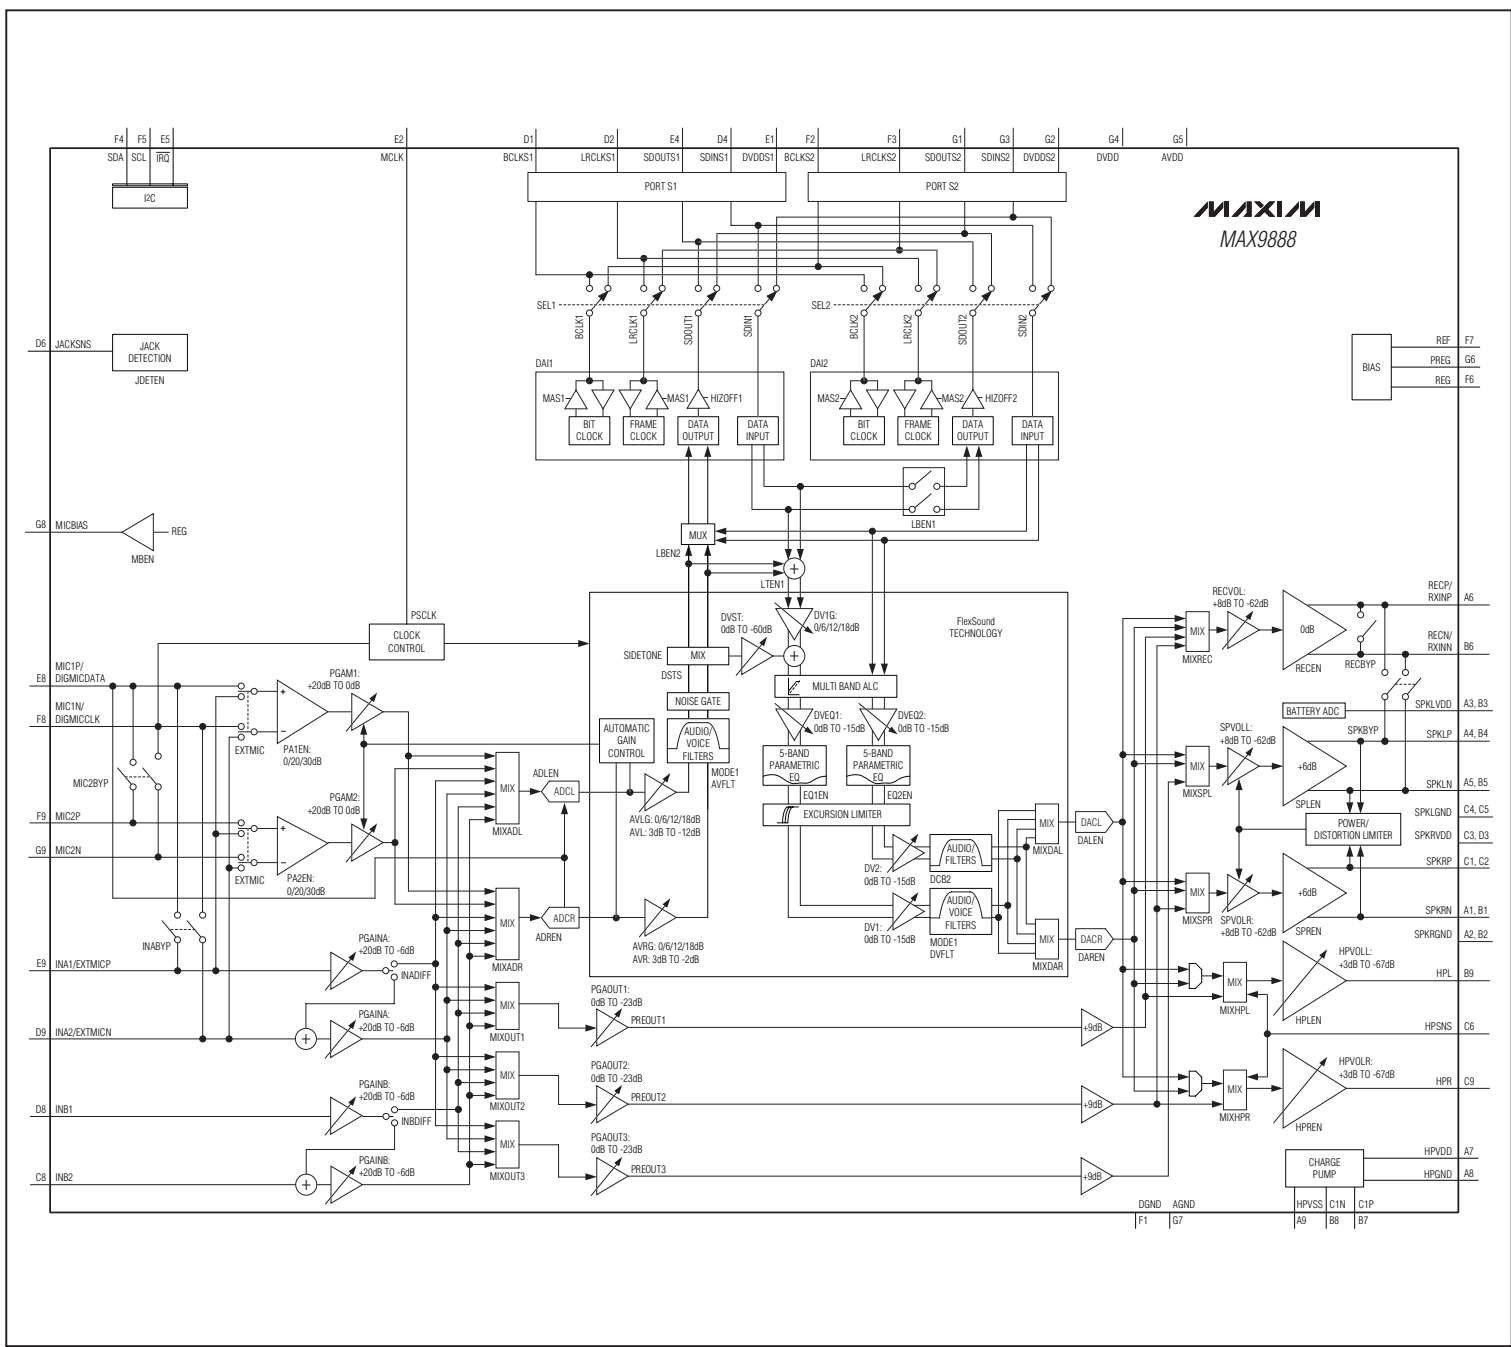 F4 F5 E5 E2 D1 D2 E4 D4 E1 F2 F3 G1 G3 G2 G4 G5
SDA SCL IRQ MCLK BCLKS1 LRCLKS1 SDOUTS1 SDINS1 DVDDS1 BCLKS2 LRCLKS2 SDOUTS2 SDINS2 DVDDS2 DVDD AVDD
I2C
PORT S1
PORT S2
MAXIM
MAX9888
SEL1
SEL2
BCLK1
LRCLK1
SDOUT1
SDIN1
BCLK2
LRCLK2
SDOUT2
SDIN2
D6 JACKSNS
JACK
DETECTION
JDETEN
DAI1
MAS1
MAS1
HIZOFF1
BIT
CLOCK
FRAME
CLOCK
DATA
OUTPUT
DATA
INPUT
DAI2
MAS2
MAS2
HIZOFF2
BIT
CLOCK
FRAME
CLOCK
DATA
OUTPUT
DATA
INPUT
BIAS
REF F7
PREG G6
REG F6
G8 MICBIAS
REG
MBEN
MUX
LBEN2
LBEN1
+
LTEN1
PSCLK
CLOCK
CONTROL
FlexSound
TECHNOLOGY
DVST:
0dB TO -60dB
DV1G:
0/6/12/18dB
SIDETONE
MIX
DSTS
+
NOISE GATE
MULTI BAND ALC
AUTOMATIC
GAIN
CONTROL
AUDIO/
VOICE
FILTERS
MODE1
AVFLT
DVEQ1:
0dB TO -15dB
DVEQ2:
0dB TO -15dB
5-BAND
PARAMETRIC
EQ
5-BAND
PARAMETRIC
EQ
EQ1EN
EQ2EN
EXCURSION LIMITER
AVLG: 0/6/12/18dB
AVL: 3dB TO -12dB
AVRG: 0/6/12/18dB
AVR: 3dB TO -2dB
DV2:
0dB TO -15dB
AUDIO/
FILTERS
DCB2
DV1:
0dB TO -15dB
AUDIO/
VOICE
FILTERS
MODE1
DVFLT
MIX
MIXDAL
MIX
MIXDAR
DACL
DALEN
DACR
DAREN
MIC1P/
E8 DIGMICDATA
MIC1N/
F8 DIGMICCLK
MIC2BYP
F9 MIC2P
G9 MIC2N
EXTMIC
EXTMIC
+
−
PA1EN:
0/20/30dB
PGAM1:
+20dB TO 0dB
+
−
PA2EN:
0/20/30dB
PGAM2:
+20dB TO 0dB
INABYP
E9 INA1/EXTMICP
PGAINA:
+20dB TO -6dB
INADIFF
D9 INA2/EXTMICN
+
PGAINA:
+20dB TO -6dB
D8 INB1
PGAINB:
+20dB TO -6dB
INBDIFF
C8 INB2
+
PGAINB:
+20dB TO -6dB
MIX
MIXADL
ADLEN
ADCL
MIX
MIXADR
ADCR
ADREN
MIX
MIXOUT1
MIX
MIXOUT2
MIX
MIXOUT3
PGAOUT1:
0dB TO -23dB
PREOUT1
PGAOUT2:
0dB TO -23dB
PREOUT2
PGAOUT3:
0dB TO -23dB
PREOUT3
+9dB
+9dB
+9dB
MIX
MIXREC
RECVOL:
+8dB TO -62dB
0dB
RECEN
RECBYP
RECP/
RXINP A6
RECN/
RXINN B6
BATTERY ADC
SPKLVDD A3, B3
SPKBYP
SPKLP A4, B4
MIX
MIXSPL
SPVOLL:
+8dB TO -62dB
+6dB
SPLEN
SPKLN A5, B5
SPKLGND C4, C5
POWER/
DISTORTION LIMITER
SPKRVDD C3, D3
SPKRP C1, C2
MIX
MIXSPR
SPVOLR:
+8dB TO -62dB
+6dB
SPREN
SPKRN A1, B1
SPKRGND A2, B2
MIX
MIXHPL
HPVOLL:
+3dB TO -67dB
HPLEN
HPL B9
HPSNS C6
MIX
MIXHPR
HPVOLR:
+3dB TO -67dB
HPREN
HPR C9
CHARGE
PUMP
HPVDD A7
HPGND A8
DGND AGND HPVSS C1N C1P
F1 G7 A9 B8 B7